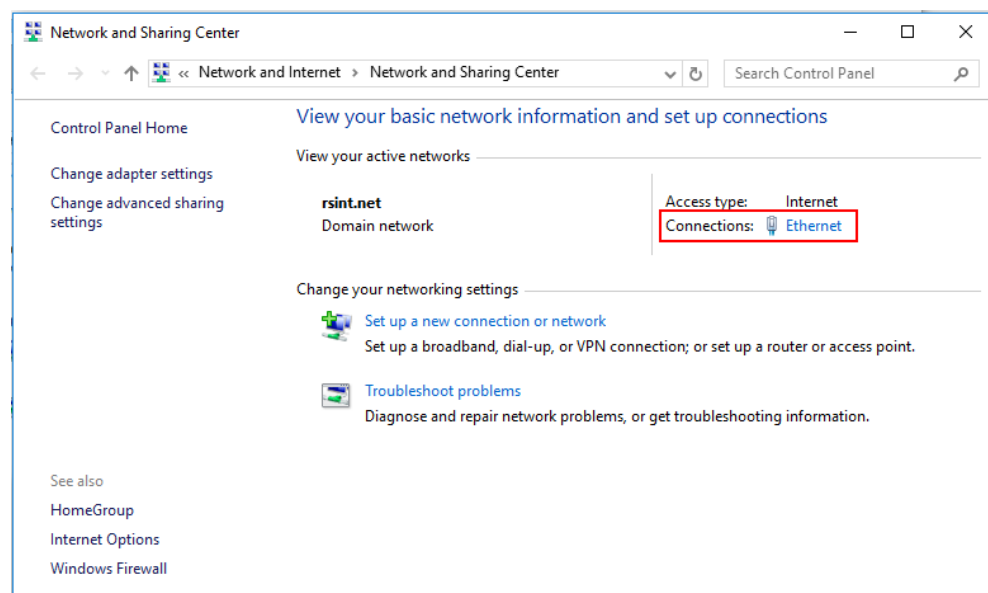 Network and Sharing Center
« Network and Internet > Network and Sharing Center
Search Control Panel
Control Panel Home
Change adapter settings
Change advanced sharing
settings
See also
HomeGroup
Internet Options
Windows Firewall
View your basic network information and set up connections
View your active networks
rsint.net
Domain network
Access type: Internet
Connections: Ethernet
Change your networking settings
Set up a new connection or network
Set up a broadband, dial-up, or VPN connection; or set up a router or access point.
Troubleshoot problems
Diagnose and repair network problems, or get troubleshooting information.